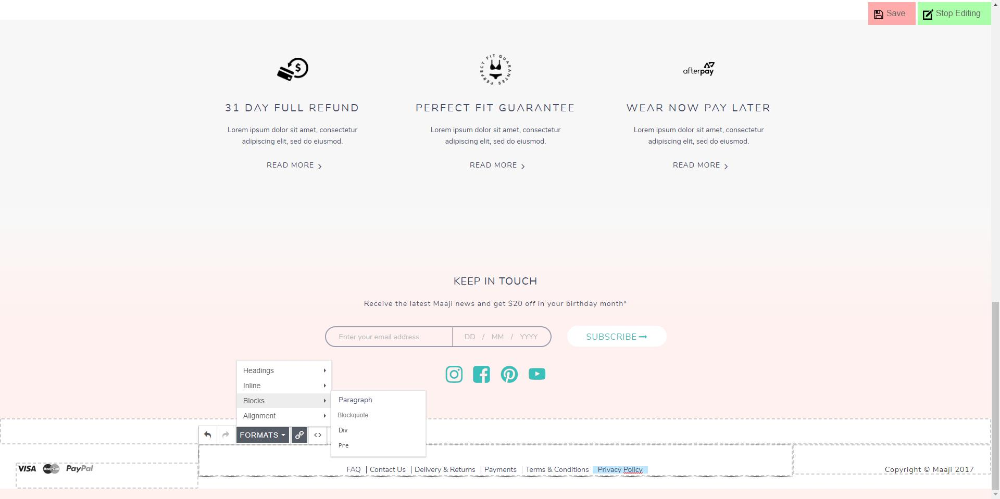 Save
Stop Editing
PERFECT FIT GUARANTEE
afterpay
31 DAY FULL REFUND
PERFECT FIT GUARANTEE
WEAR NOW PAY LATER
Lorem ipsum dolor sit amet, consectetur
adipiscing elit, sed do eiusmod.
Lorem ipsum dolor sit amet, consectetur
adipiscing elit, sed do eiusmod.
Lorem ipsum dolor sit amet, consectetur
adipiscing elit, sed do eiusmod.
READ MORE
READ MORE
READ MORE
KEEP IN TOUCH
Receive the latest Maaji news and get $20 off in your birthday month*
Enter your email address
DD / MM / YYYY
SUBSCRIBE
Headings
Inline
Blocks
Alignment
Paragraph
Blockquote
Div
Pre
FORMATS
VISA MasterCard PayPal
FAQ | Contact Us | Delivery & Returns | Payments | Terms & Conditions Privacy Policy
Copyright © Maaji 2017